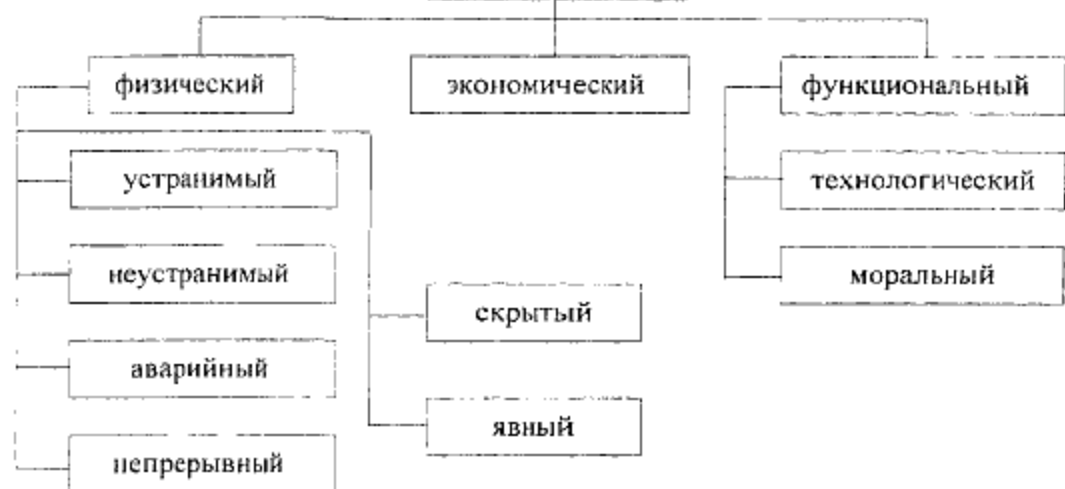 физический
экономический
функциональный
устранимый
технологический
неустранимый
моральный
скрытый
аварийный
явный
непрерывный